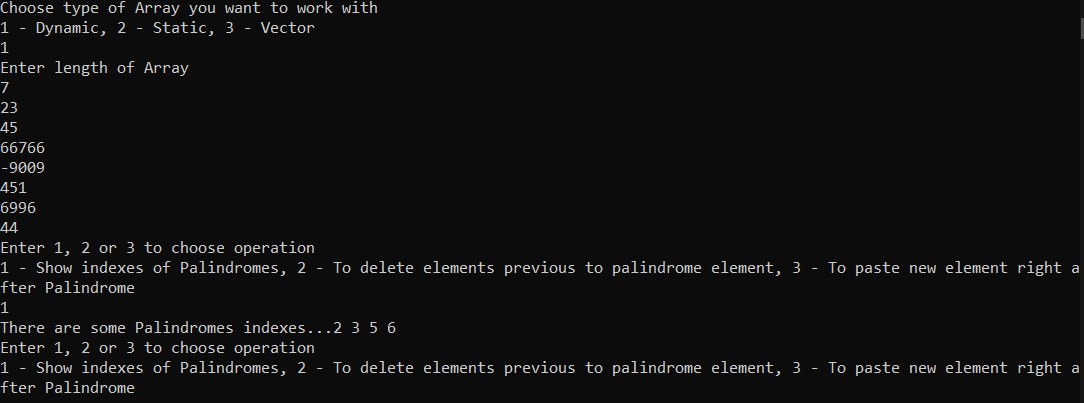 Choose type of Array you want to work with
1 - Dynamic, 2 - Static, 3 - Vector
1
Enter length of Array
7
23
45
66766
-9009
451
6996
44
Enter 1, 2 or 3 to choose operation
1 - Show indexes of Palindromes, 2 - To delete elements previous to palindrome element, 3 - To paste new element right a
fter Palindrome
1
There are some Palindromes indexes...2 3 5 6
Enter 1, 2 or 3 to choose operation
1 - Show indexes of Palindromes, 2 - To delete elements previous to palindrome element, 3 - To paste new element right a
fter Palindrome